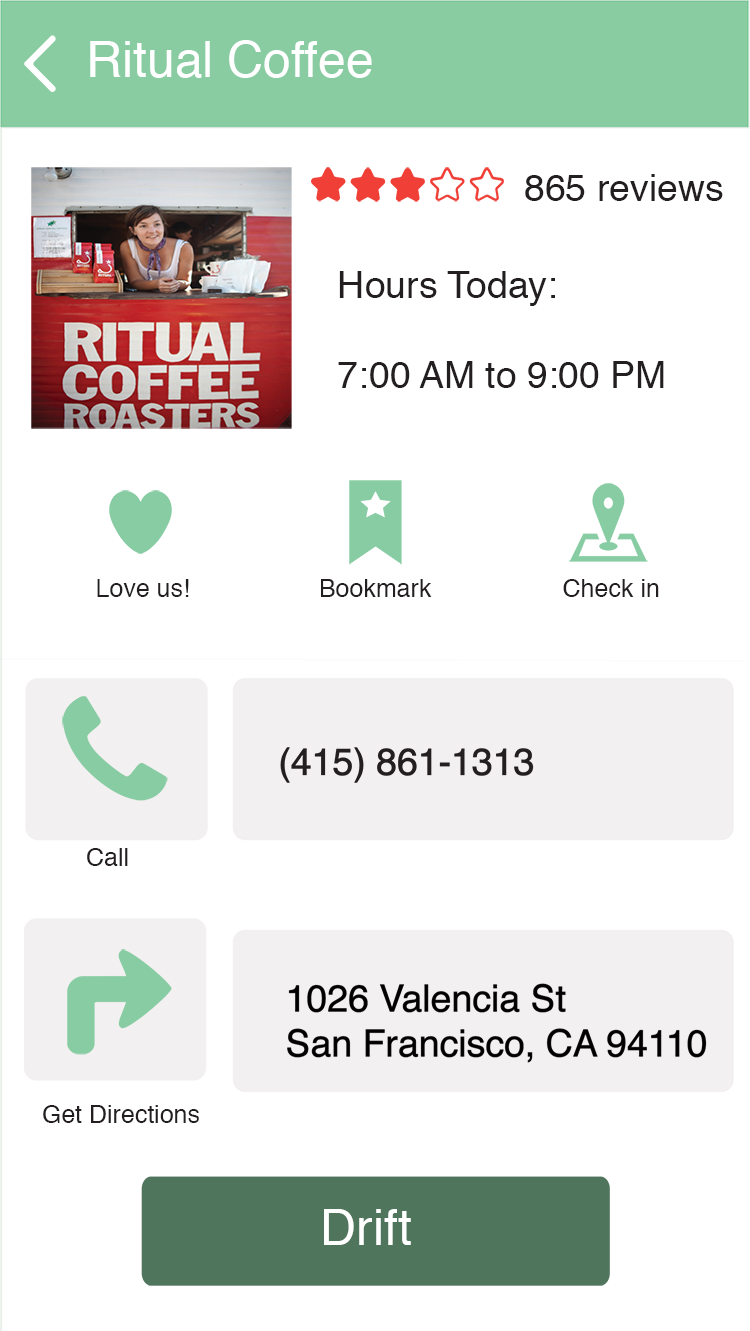 Ritual Coffee
865 reviews
Hours Today:
7:00 AM to 9:00 PM
RITUAL
COFFEE
ROASTERS
Love us!
Bookmark
Check in
(415) 861-1313
Call
1026 Valencia St
San Francisco, CA 94110
Get Directions
Drift